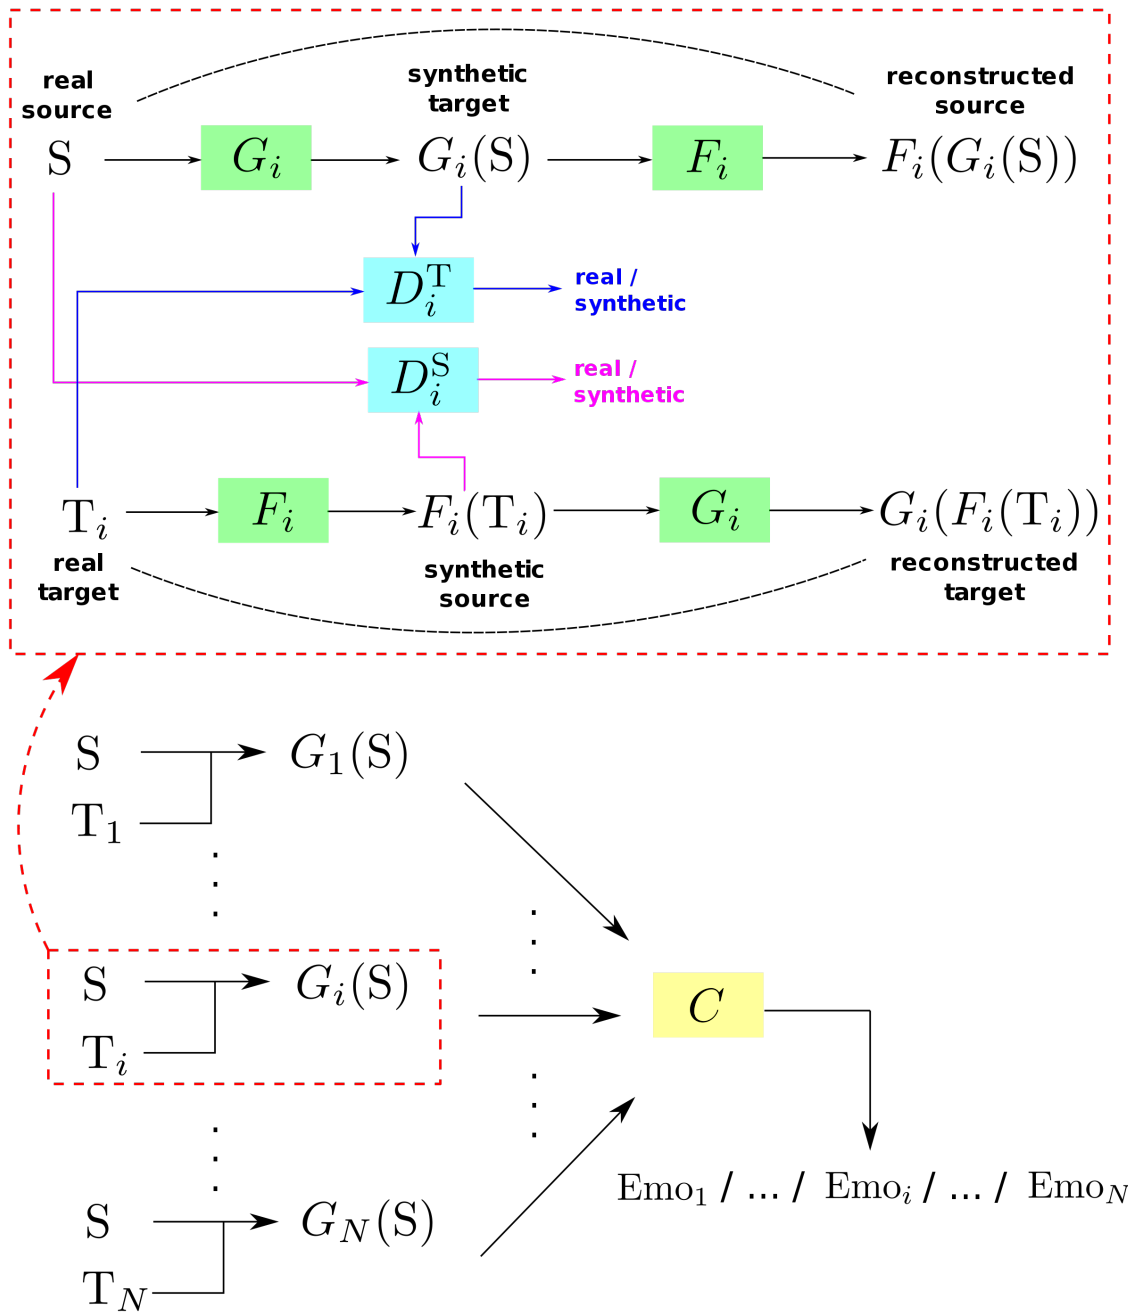 real source
synthetic target
reconstructed source
S
G_i
G_i(S)
F_i
F_i(G_i(S))
D_i^T
real / synthetic
D_i^S
real / synthetic
T_i
F_i
F_i(T_i)
G_i
G_i(F_i(T_i))
real target
synthetic source
reconstructed target
S
G_1(S)
T_1
S
G_i(S)
T_i
C
Emo_1 / ... / Emo_i / ... / Emo_N
S
G_N(S)
T_N